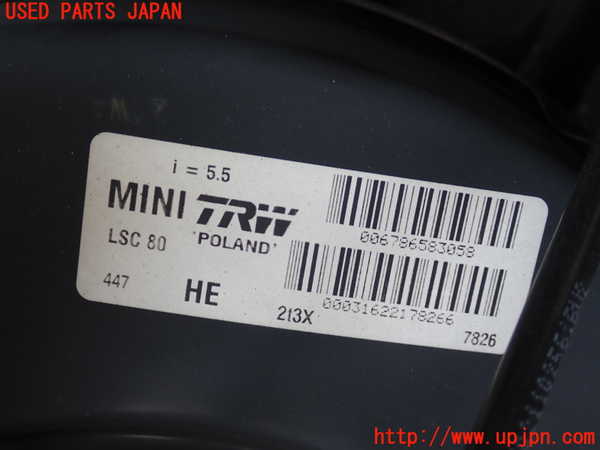 USED PARTS JAPAN
i = 5.5
MINI TRW
006786583058
LSC 80 "POLAND"
447 HE 213X
00031622178266
7826
http://www.upjpn.com/